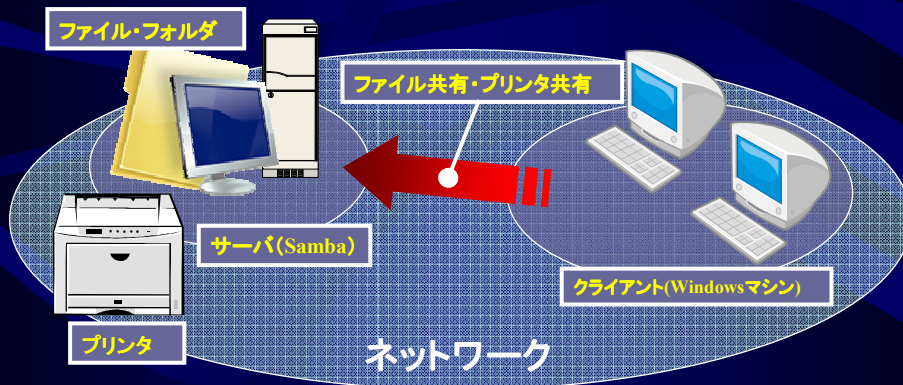 ファイル・フォルダ
ファイル共有・プリンタ共有
サーバ(Samba)
クライアント(Windowsマシン)
プリンタ
ネットワーク